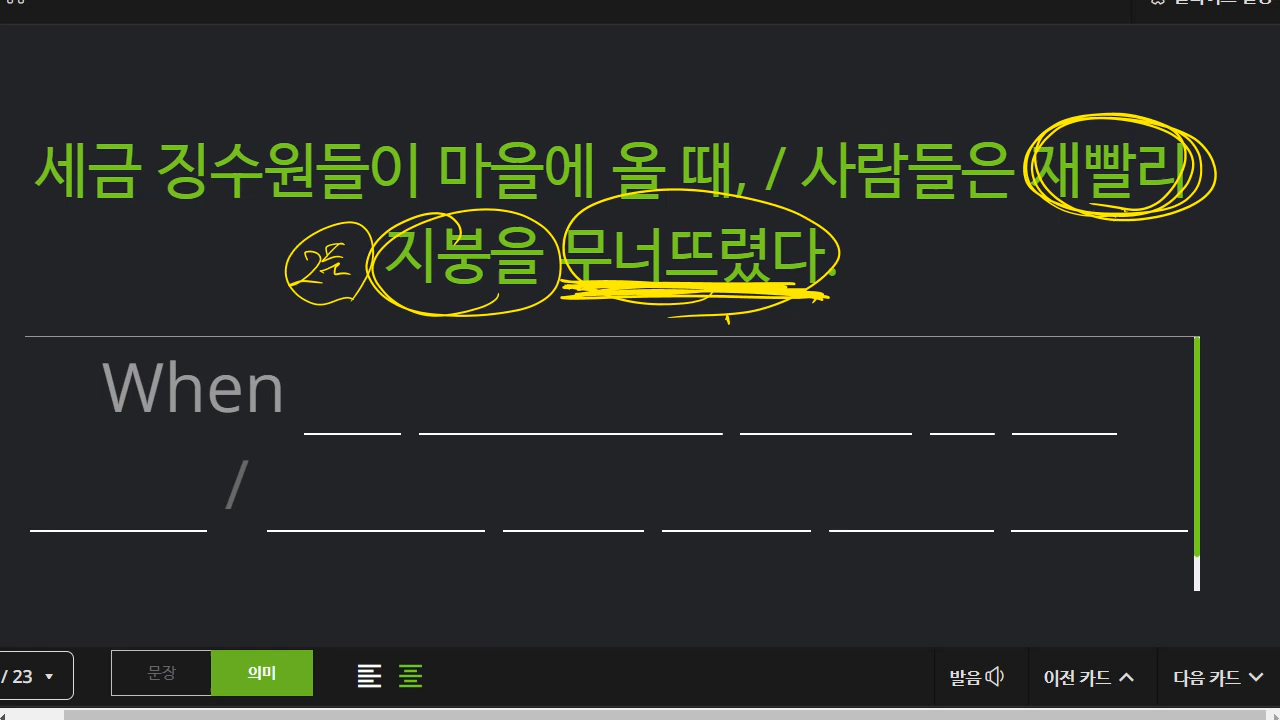 세금 징수원들이 마을에 올 때, / 사람들은 재빨리
지붕을 무너뜨렸다.
When
/
/ 23
문장
의미
발음
이전 카드
다음 카드